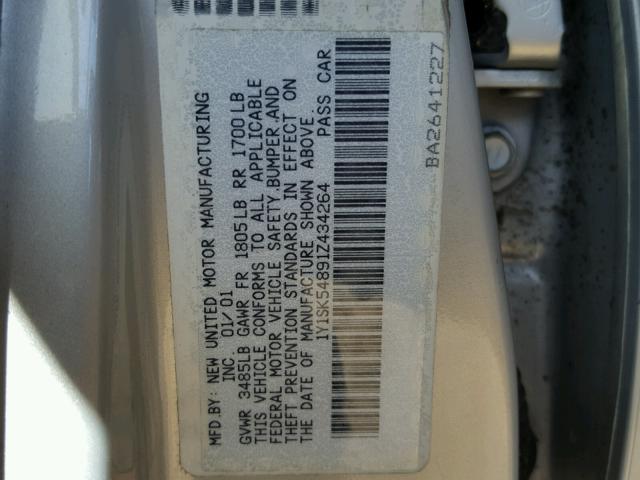 MFD.BY: NEW UNITED MOTOR MANUFACTURING
INC. 01/01
GVWR 3485LB GAWR FR 1805LB RR 1700LB
THIS VEHICLE CONFORMS TO ALL APPLICABLE
FEDERAL MOTOR VEHICLE SAFETY,BUMPER,AND
THEFT PREVENTION STANDARDS IN EFFECT ON
THE DATE OF MANUFACTURE SHOWN ABOVE
1Y1SK54891Z434264 PASS CAR
BA2641227